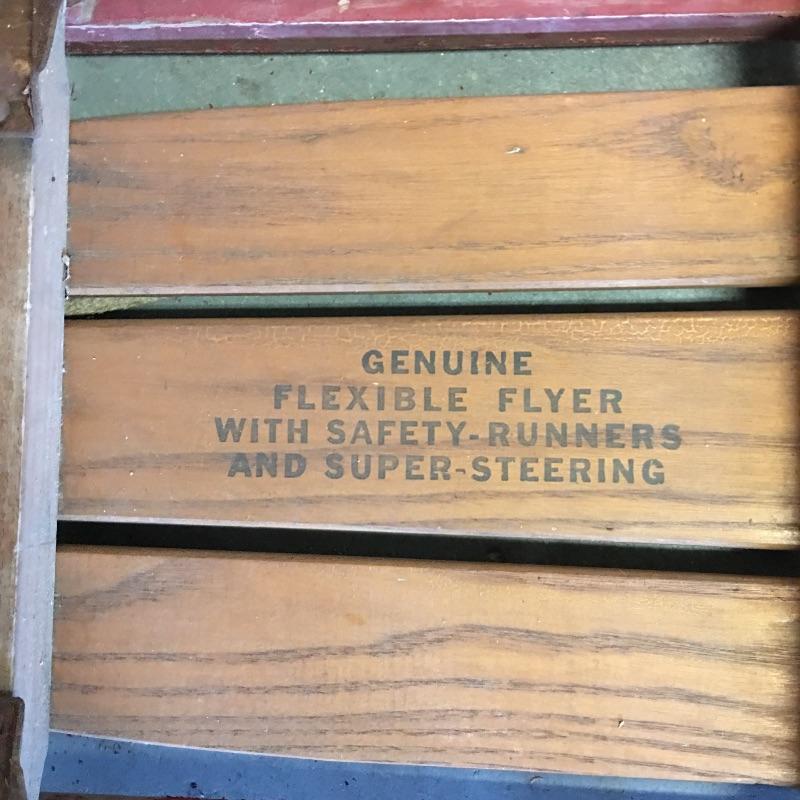 GENUINE
FLEXIBLE FLYER
WITH SAFETY-RUNNERS
AND SUPER-STEERING